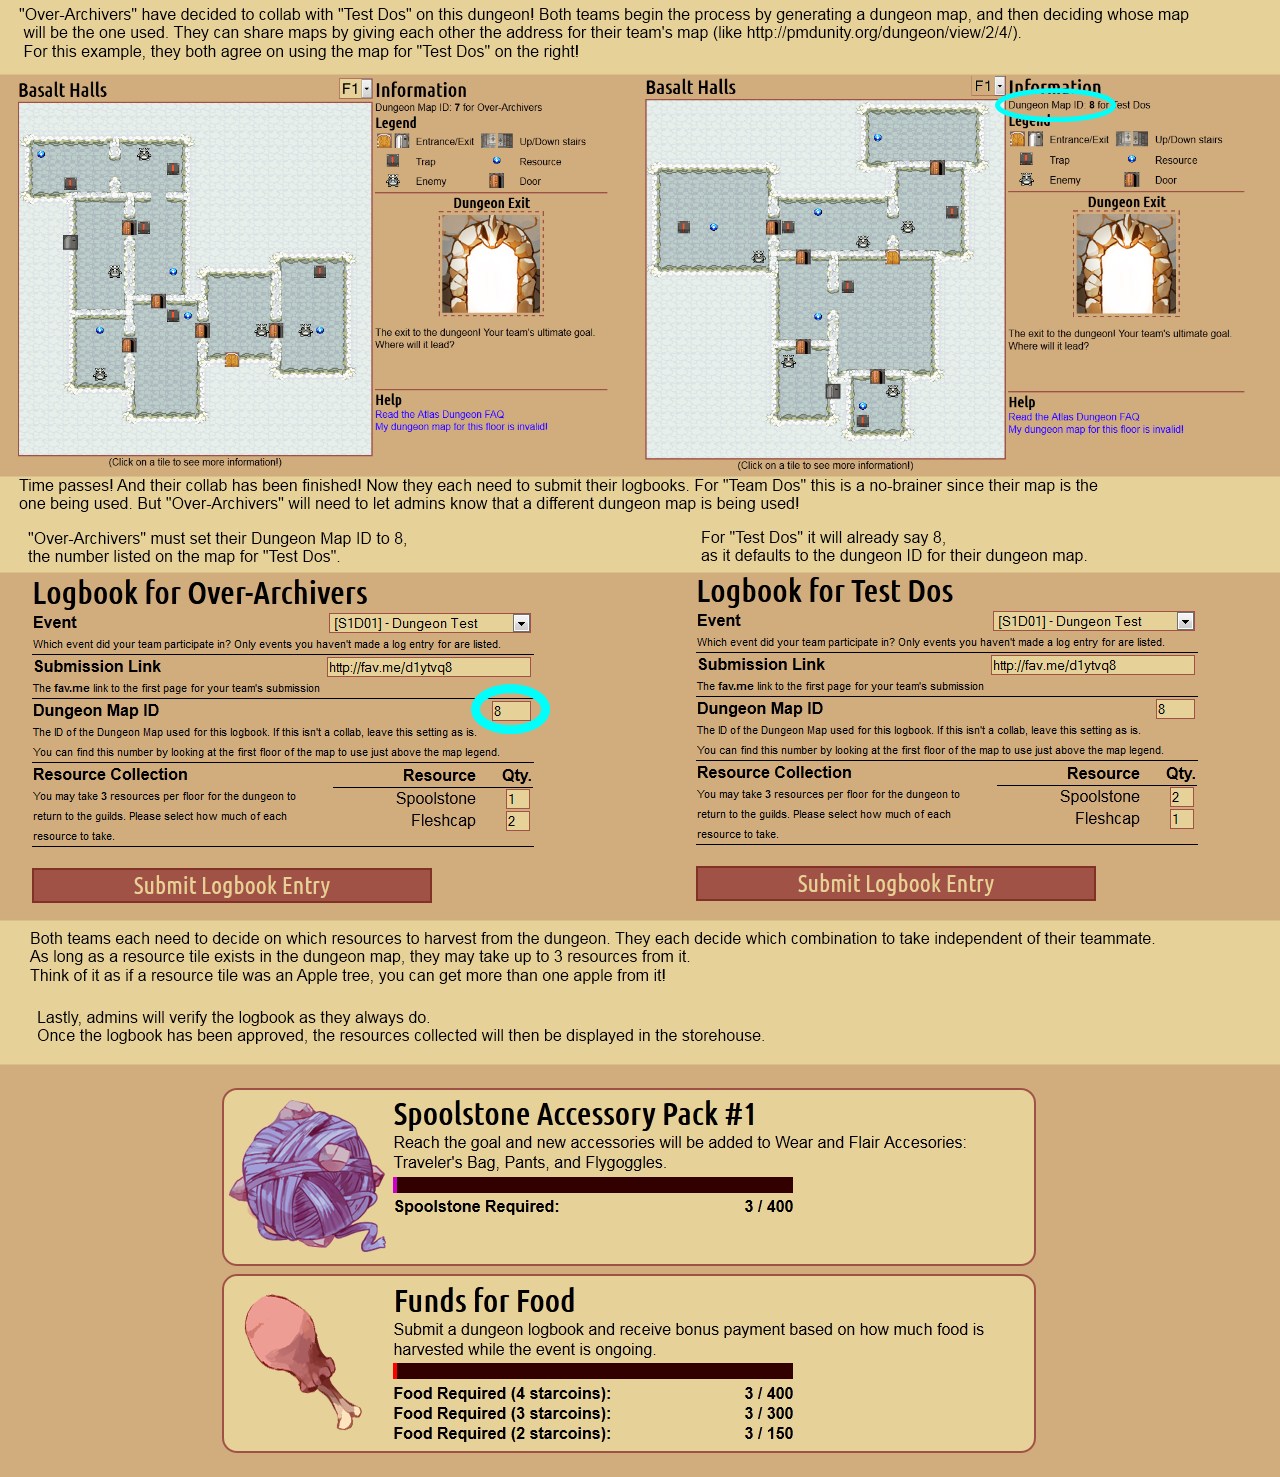 "Over-Archivers" have decided to collab with "Test Dos" on this dungeon! Both teams begin the process by generating a dungeon map, and then deciding whose map
will be the one used. They can share maps by giving each other the address for their team's map (like http://pmdunity.org/dungeon/view/2/4/).
For this example, they both agree on using the map for "Test Dos" on the right!
Basalt Halls
F1
Information
Dungeon Map ID: 7 for Over-Archivers
Legend
Entrance/Exit
Up/Down stairs
Trap
Resource
Enemy
Door
Dungeon Exit
The exit to the dungeon! Your team's ultimate goal.
Where will it lead?
Help
Read the Atlas Dungeon FAQ
My dungeon map for this floor is invalid!
(Click on a tile to see more information!)
Basalt Halls
F1
Information
Dungeon Map ID: 8 for Test Dos
Legend
Entrance/Exit
Up/Down stairs
Trap
Resource
Enemy
Door
Dungeon Exit
The exit to the dungeon! Your team's ultimate goal.
Where will it lead?
Help
Read the Atlas Dungeon FAQ
My dungeon map for this floor is invalid!
(Click on a tile to see more information!)
Time passes! And their collab has been finished! Now they each need to submit their logbooks. For "Team Dos" this is a no-brainer since their map is the
one being used. But "Over-Archivers" will need to let admins know that a different dungeon map is being used!
"Over-Archivers" must set their Dungeon Map ID to 8,
the number listed on the map for "Test Dos".
For "Test Dos" it will already say 8,
as it defaults to the dungeon ID for their dungeon map.
Logbook for Over-Archivers
Event
[S1D01] - Dungeon Test
Which event did your team participate in? Only events you haven't made a log entry for are listed.
Submission Link
http://fav.me/d1ytvq8
The fav.me link to the first page for your team's submission
Dungeon Map ID
8
The ID of the Dungeon Map used for this logbook. If this isn't a collab, leave this setting as is.
You can find this number by looking at the first floor of the map to use just above the map legend.
Resource Collection
Resource Qty.
You may take 3 resources per floor for the dungeon to
return to the guilds. Please select how much of each
resource to take.
Spoolstone 1
Fleshcap 2
Submit Logbook Entry
Logbook for Test Dos
Event
[S1D01] - Dungeon Test
Which event did your team participate in? Only events you haven't made a log entry for are listed.
Submission Link
http://fav.me/d1ytvq8
The fav.me link to the first page for your team's submission
Dungeon Map ID
8
The ID of the Dungeon Map used for this logbook. If this isn't a collab, leave this setting as is.
You can find this number by looking at the first floor of the map to use just above the map legend.
Resource Collection
Resource Qty.
You may take 3 resources per floor for the dungeon to
return to the guilds. Please select how much of each
resource to take.
Spoolstone 2
Fleshcap 1
Submit Logbook Entry
Both teams each need to decide on which resources to harvest from the dungeon. They each decide which combination to take independent of their teammate.
As long as a resource tile exists in the dungeon map, they may take up to 3 resources from it.
Think of it as if a resource tile was an Apple tree, you can get more than one apple from it!
Lastly, admins will verify the logbook as they always do.
Once the logbook has been approved, the resources collected will then be displayed in the storehouse.
Spoolstone Accessory Pack #1
Reach the goal and new accessories will be added to Wear and Flair Accesories:
Traveler's Bag, Pants, and Flygoggles.
Spoolstone Required: 3 / 400
Funds for Food
Submit a dungeon logbook and receive bonus payment based on how much food is
harvested while the event is ongoing.
Food Required (4 starcoins): 3 / 400
Food Required (3 starcoins): 3 / 300
Food Required (2 starcoins): 3 / 150